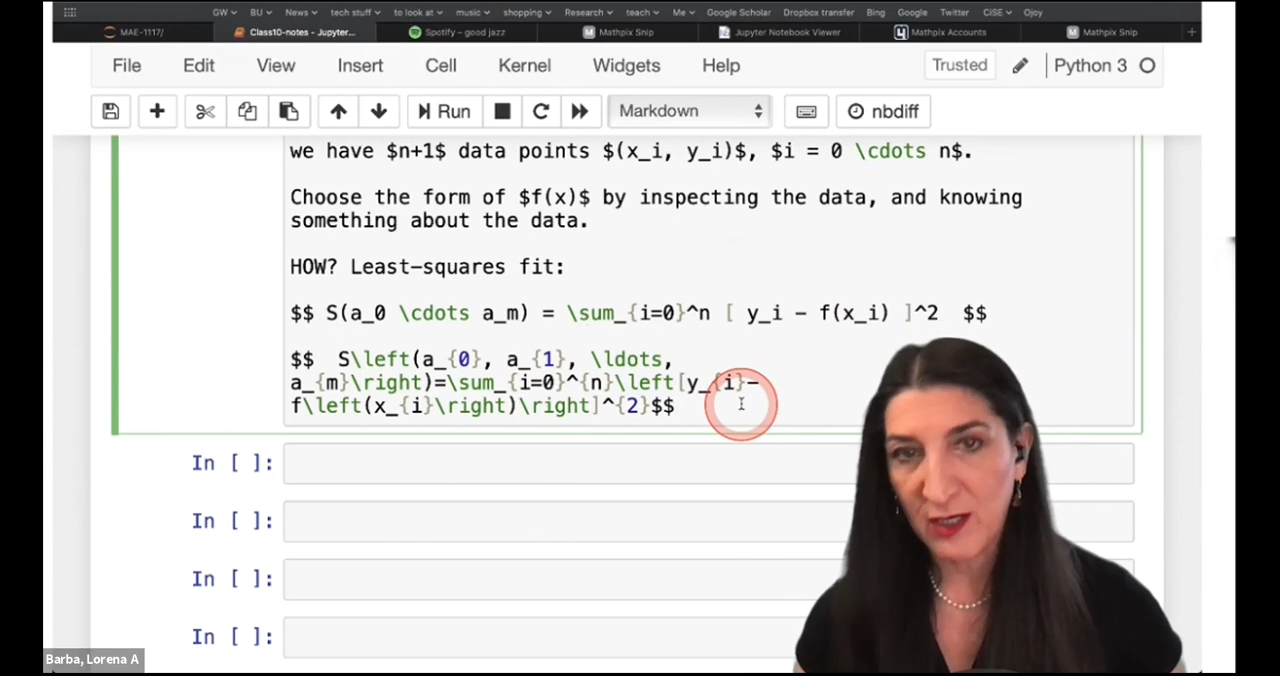 GW BU News tech stuff to look at music shopping Research teach Me Google Scholar Dropbox transfer Bing Google Twitter CiSE Ojoy
MAE-1117/ Class10-notes - Jupyter... Spotify – good jazz Mathpix Snip Jupyter Notebook Viewer Mathpix Accounts Mathpix Snip
File Edit View Insert Cell Kernel Widgets Help Trusted Python 3
Run Markdown nbdiff
we have $n+1$ data points $(x_i, y_i)$, $i = 0 \cdots n$.
Choose the form of $f(x)$ by inspecting the data, and knowing
something about the data.
HOW? Least-squares fit:
$$ S(a_0 \cdots a_m) = \sum_{i=0}^n [ y_i - f(x_i) ]^2  $$
$$  S\left(a_{0}, a_{1}, \ldots,
a_{m}\right)=\sum_{i=0}^{n}\left[y_{i}-
f\left(x_{i}\right)\right]^{2}$$
In [ ]:
In [ ]:
In [ ]:
In [ ]:
Barba, Lorena A